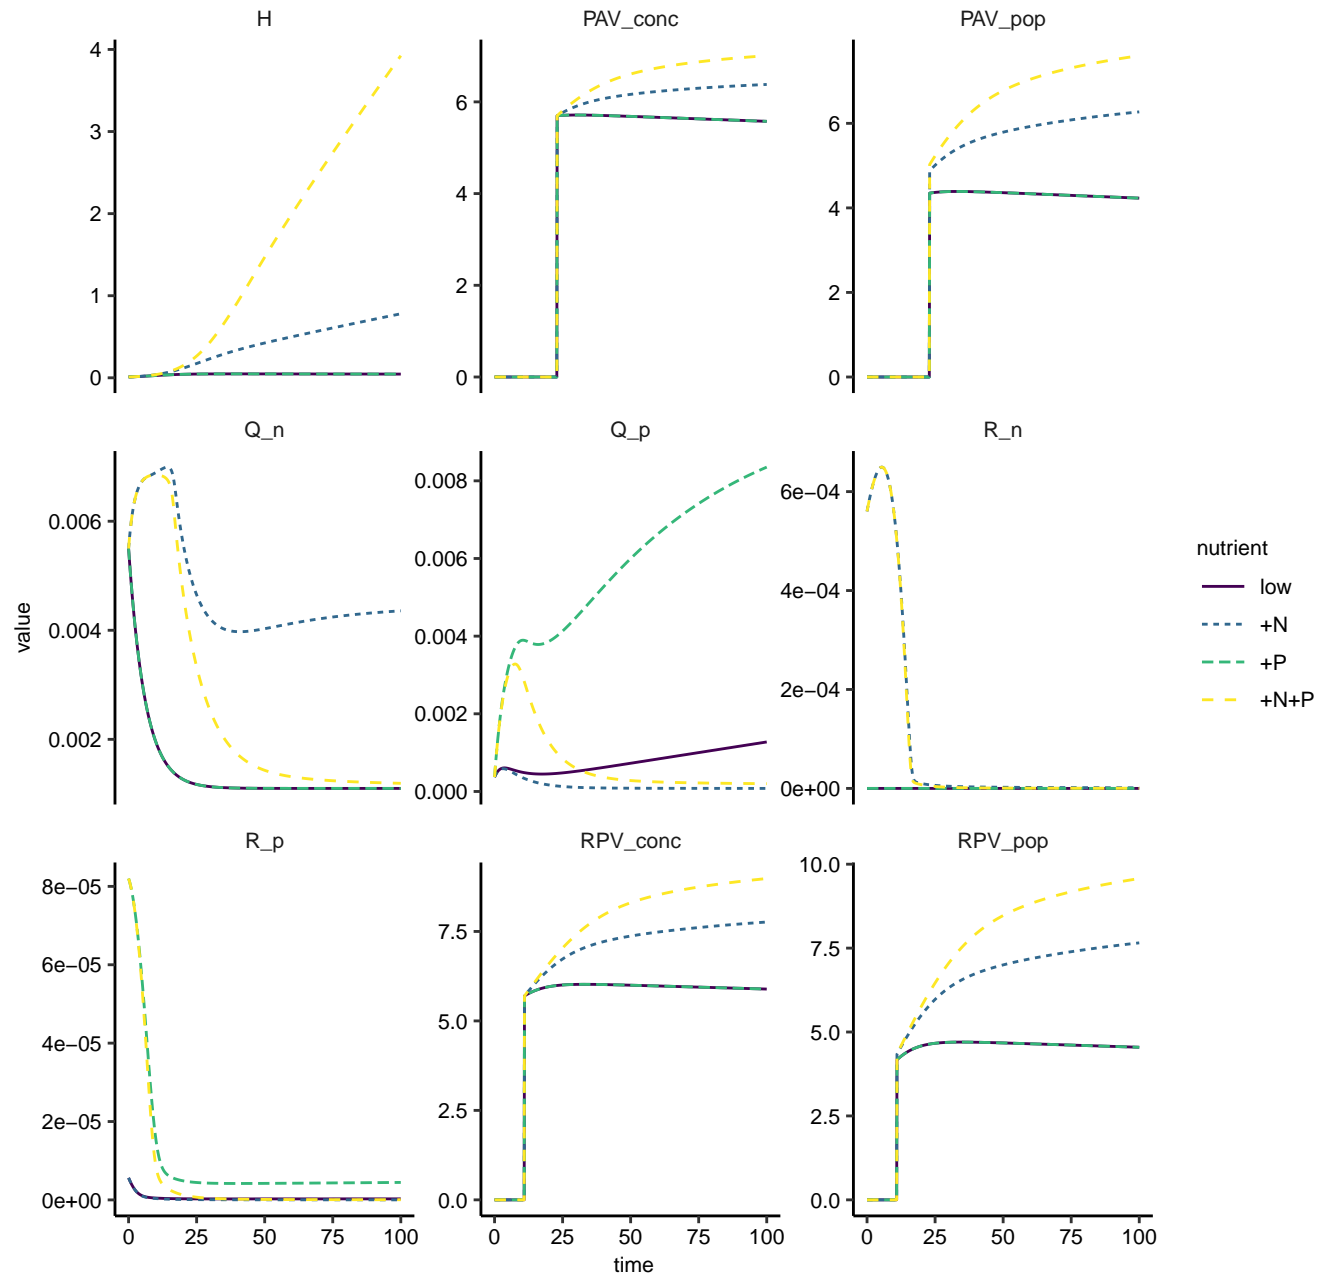 H
PAV_conc
PAV_pop
4
3
2
1
0
6
4
2
0
6
4
2
0
Q_n
Q_p
R_n
0.006
0.004
0.002
0.008
0.006
0.004
0.002
0.000
6e−04
4e−04
2e−04
0e+00
R_p
RPV_conc
RPV_pop
8e−05
6e−05
4e−05
2e−05
0e+00
7.5
5.0
2.5
0.0
10.0
7.5
5.0
2.5
0.0
0 25 50 75 100
0 25 50 75 100
0 25 50 75 100
time
value
nutrient
low
+N
+P
+N+P